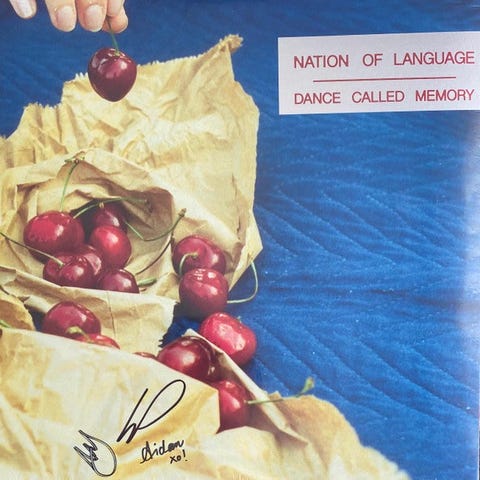 NATION OF LANGUAGE
DANCE CALLED MEMORY
Aidan
xo!